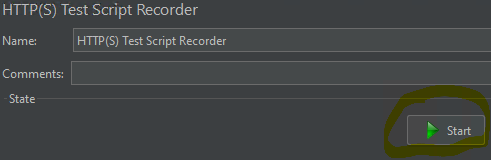 HTTP(S) Test Script Recorder
Name: HTTP(S) Test Script Recorder
Comments:
State
Start